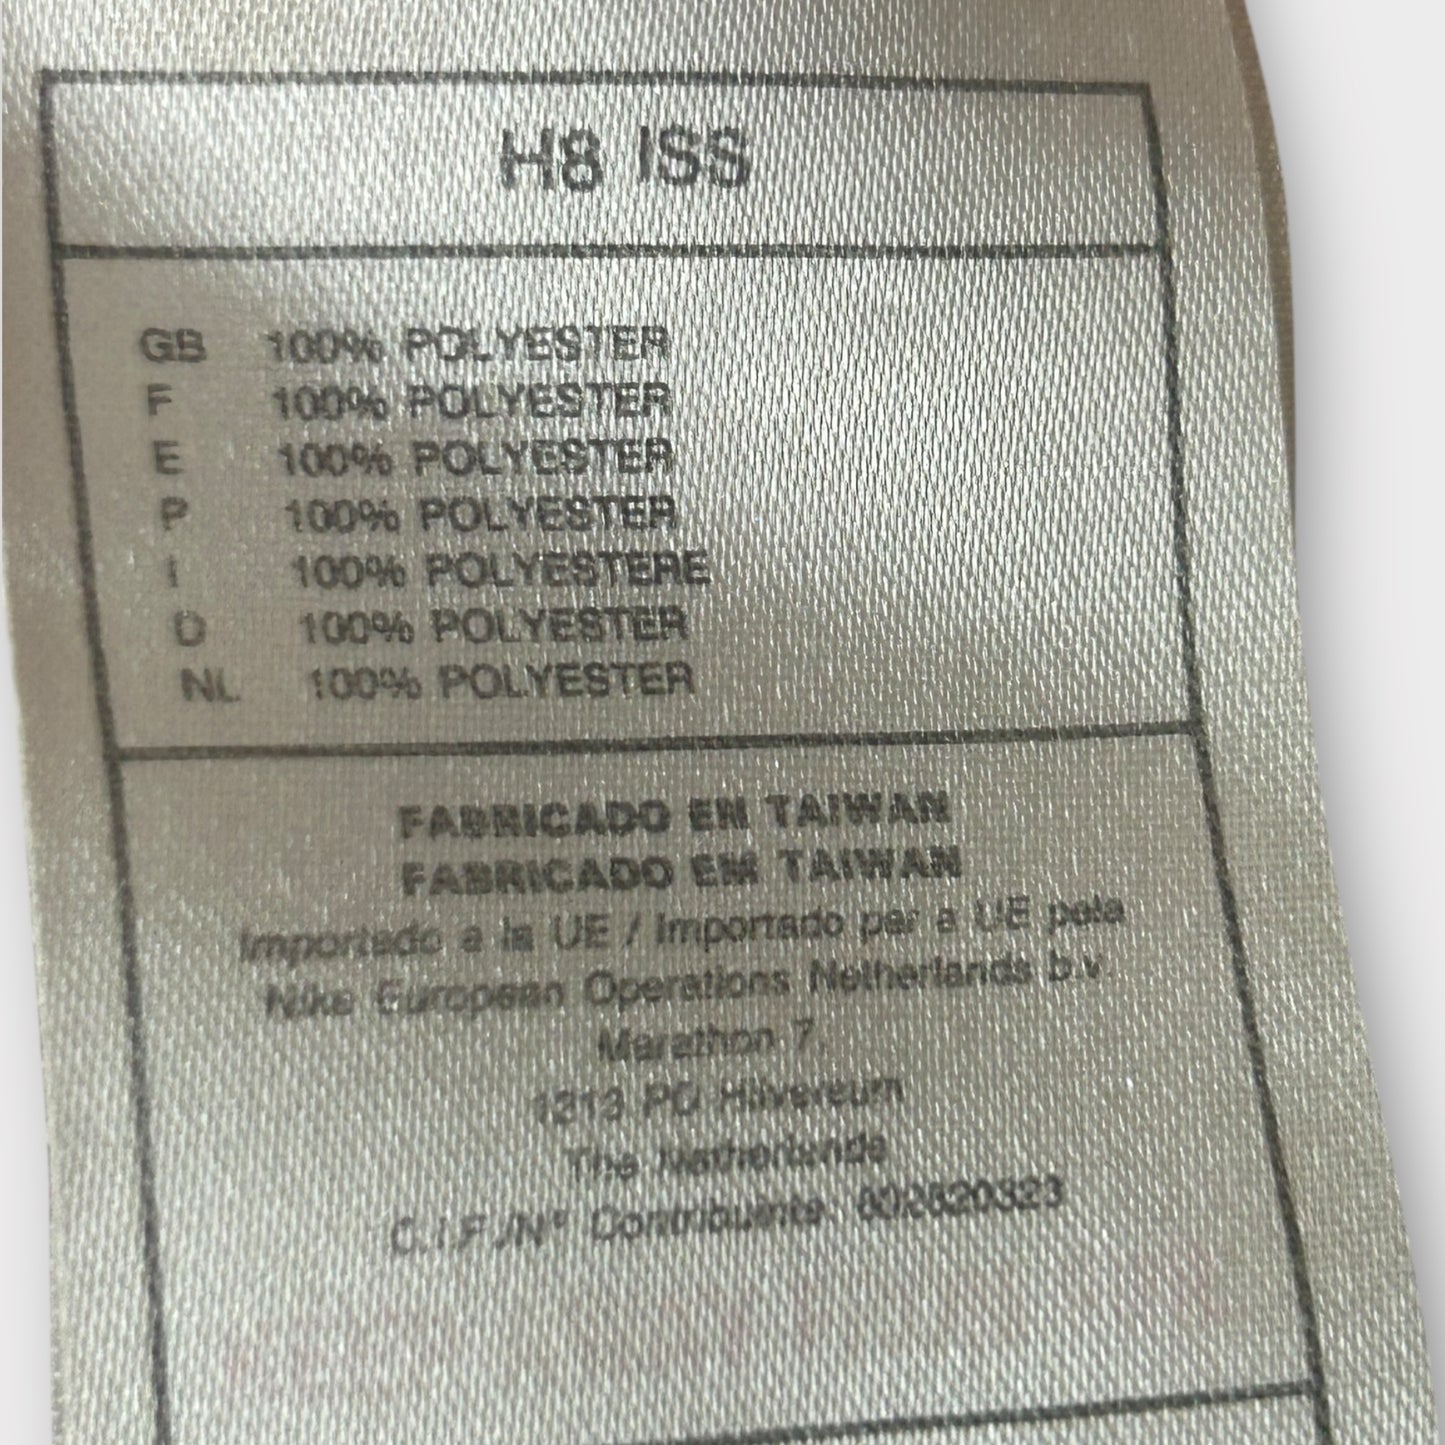 H8 ISS
GB 100% POLYESTER
F 100% POLYESTER
E 100% POLYESTER
P 100% POLYESTER
I 100% POLYESTERE
D 100% POLYESTER
NL 100% POLYESTER
FABRICADO EN TAIWAN
FABRICADO EM TAIWAN
Importado a la UE / Importado par a UE pela
Nike European Operations Netherlands b.v.
Marathon 7,
1213 PD Hilversum
The Netherlands
C.I.F./Nº Contribuinte: 802620323